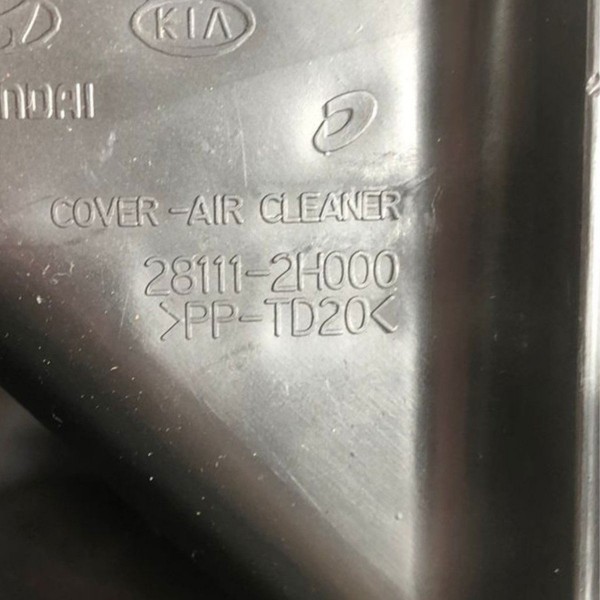 KIA
NDAI
COVER-AIR CLEANER
28111-2H000
>PP-TD20<